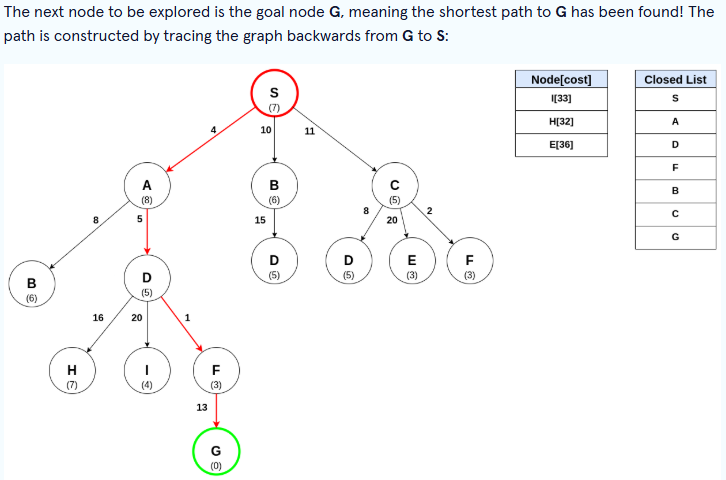 The next node to be explored is the goal node G, meaning the shortest path to G has been found! The
path is constructed by tracing the graph backwards from G to S:
Node[cost]
I[33]
H[32]
E[36]
Closed List
S
A
D
F
B
C
G
S
(7)
4
10
11
A
(8)
B
(6)
C
(5)
8
5
15
8
20
2
B
(6)
D
(5)
D
(5)
D
(5)
E
(3)
F
(3)
16
20
1
H
(7)
I
(4)
F
(3)
13
G
(0)